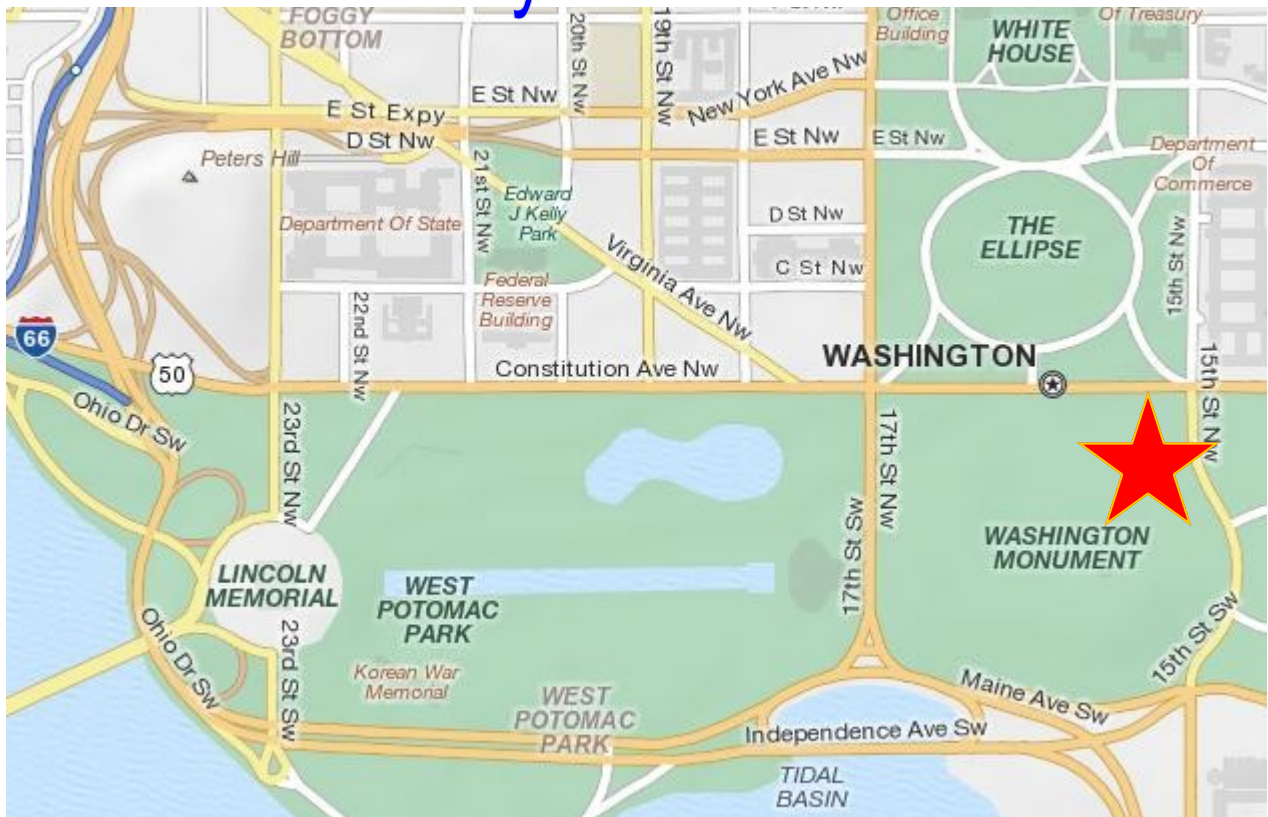 y
FOGGY
BOTTOM
20th St Nw
19th St Nw
Office
Building
WHITE
HOUSE
Of Treasury
E St Expy
E St Nw
New York Ave Nw
D St Nw
E St Nw
E St Nw
Peters Hill
21st St Nw
Edward
J Kelly
Park
Department
Of
Commerce
Department Of State
D St Nw
THE
ELLIPSE
15th St Nw
Virginia Ave Nw
C St Nw
Federal
Reserve
Building
22nd St Nw
66
50
Constitution Ave Nw
WASHINGTON
15th St Nw
Ohio Dr Sw
23rd St Nw
17th St Nw
WASHINGTON
MONUMENT
17th St Sw
LINCOLN
MEMORIAL
WEST
POTOMAC
PARK
Ohio Dr Sw
23rd St Sw
15th St Sw
Korean War
Memorial
WEST
POTOMAC
PARK
Maine Ave Sw
Independence Ave Sw
TIDAL
BASIN